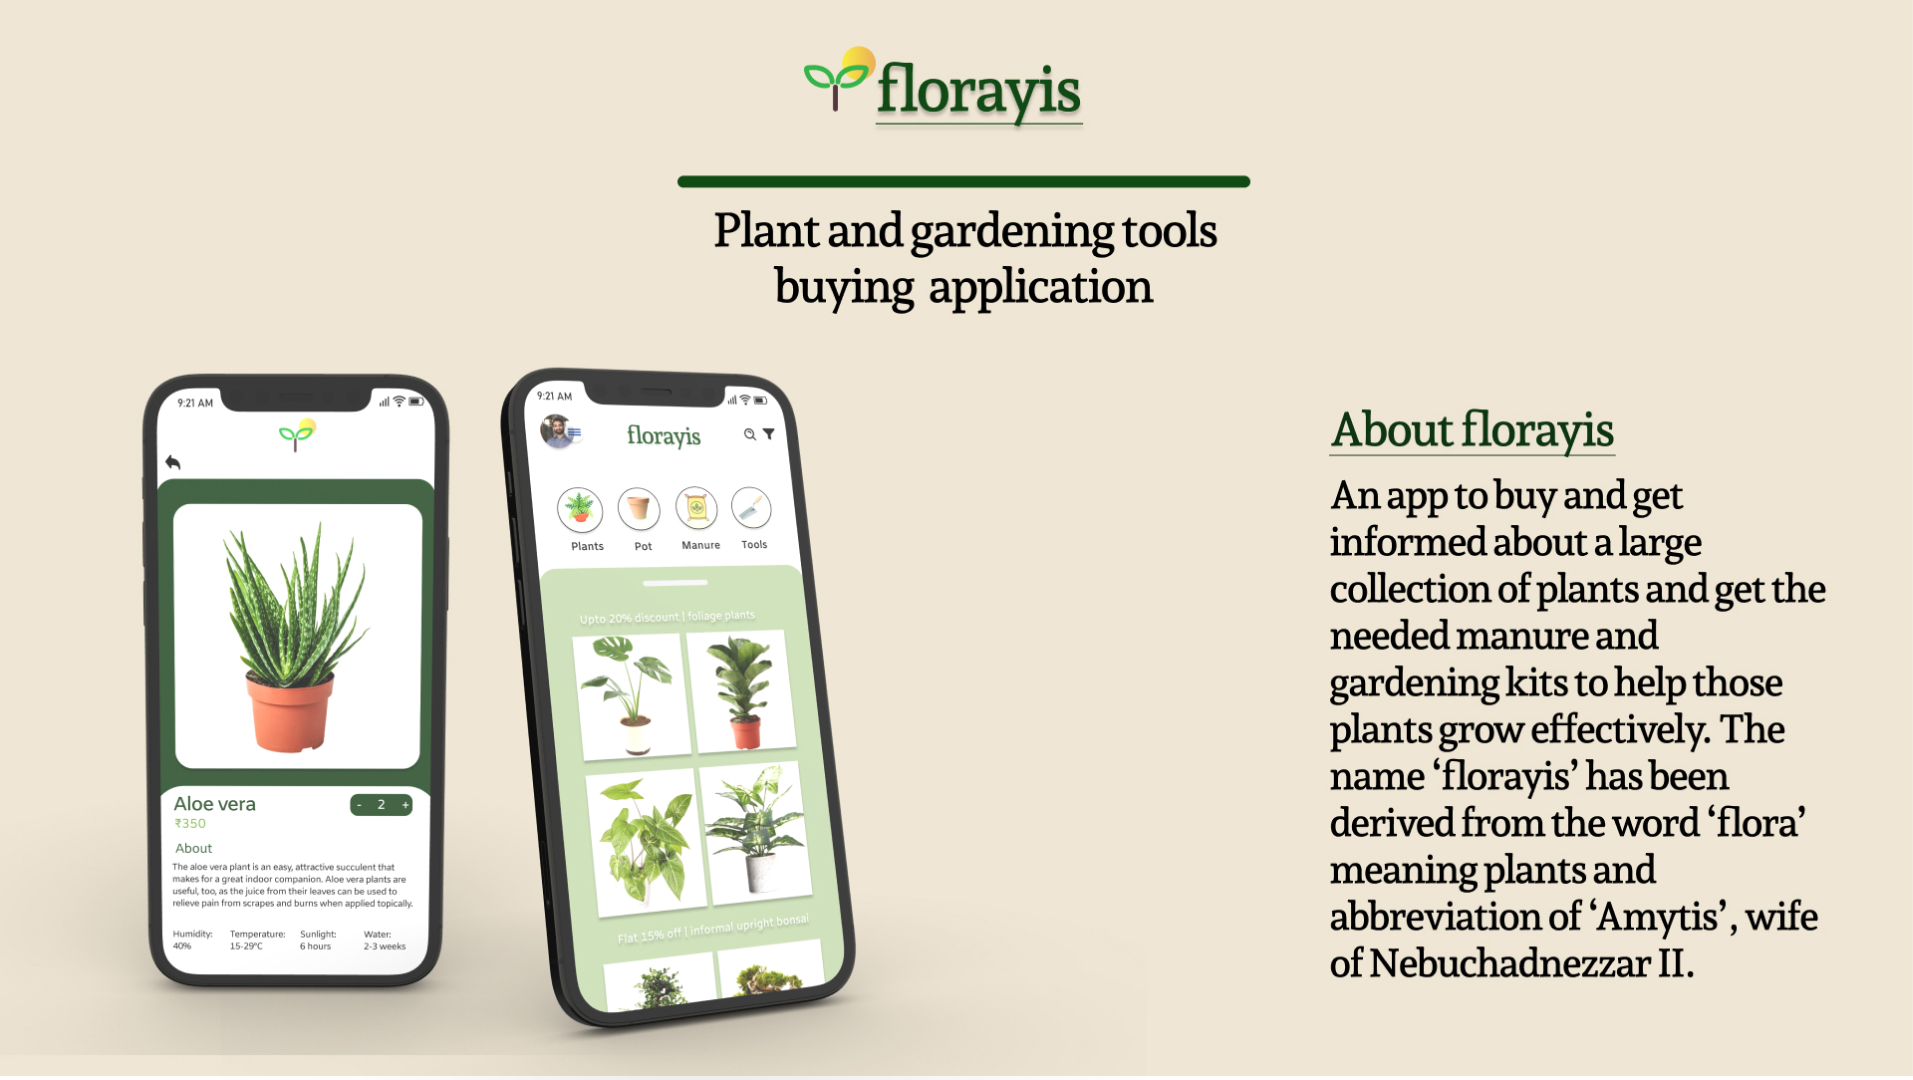 florayis
Plant and gardening tools
buying application
9:21 AM
Aloe vera
- 2 +
₹350
About
The aloe vera plant is an easy, attractive succulent that
makes for a great indoor companion. Aloe vera plants are
useful, too, as the juice from their leaves can be used to
relieve pain from scrapes and burns when applied topically.
Humidity: Temperature: Sunlight: Water:
40% 15-29°C 6 hours 2-3 weeks
9:21 AM
florayis
Plants Pot Manure Tools
Upto 20% discount | foliage plants
Flat 15% off | informal upright bonsai
About florayis
An app to buy and get
informed about a large
collection of plants and get the
needed manure and
gardening kits to help those
plants grow effectively. The
name ‘florayis’ has been
derived from the word ‘flora’
meaning plants and
abbreviation of ‘Amytis’, wife
of Nebuchadnezzar II.